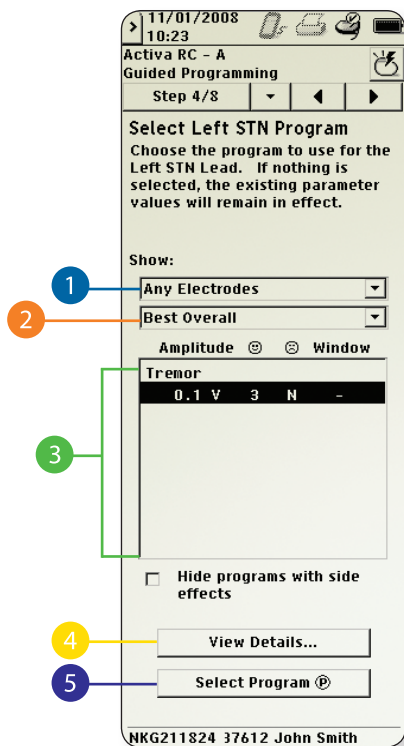 11/01/2008
10:23
Activa RC - A
Guided Programming
Step 4/8
Select Left STN Program
Choose the program to use for the
Left STN Lead. If nothing is
selected, the existing parameter
values will remain in effect.
Show:
1
Any Electrodes
2
Best Overall
Amplitude ☺ ☹ Window
Tremor
0.1 V 3 N -
3
Hide programs with side
effects
4
View Details...
5
Select Program Ⓟ
NKG211824 37612 John Smith